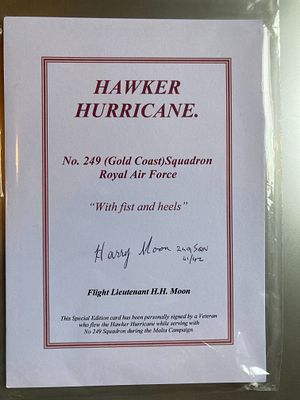 HAWKER
HURRICANE.
No. 249 (Gold Coast)Squadron
Royal Air Force
"With fist and heels"
Harry Moon 249 Sqn
41/42
Flight Lieutenant H.H. Moon
This Special Edition card has been personally signed by a Veteran
who flew the Hawker Hurricane while serving with
No 249 Squadron during the Malta Campaign